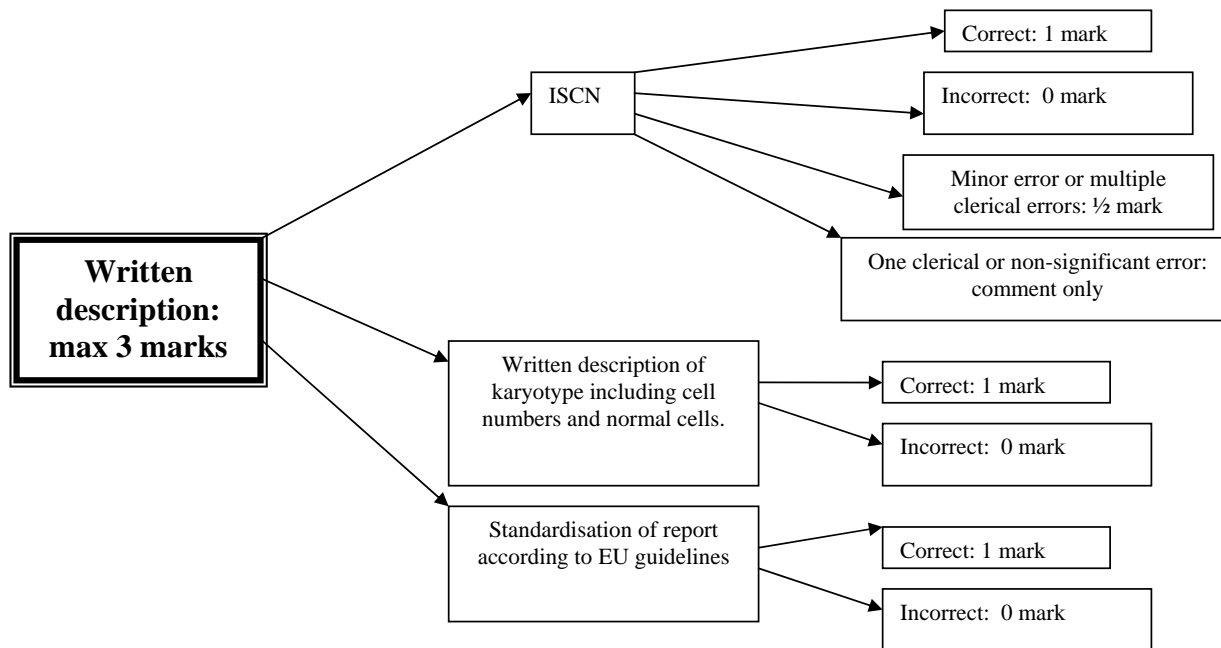 Correct: 1 mark
ISCN
Incorrect:  0 mark
Minor error or multiple
clerical errors: ½ mark
One clerical or non-significant error:
comment only
Written
description:
max 3 marks
Written description of
karyotype including cell
numbers and normal cells.
Correct: 1 mark
Incorrect:  0 mark
Standardisation of report
according to EU guidelines
Correct: 1 mark
Incorrect:  0 mark